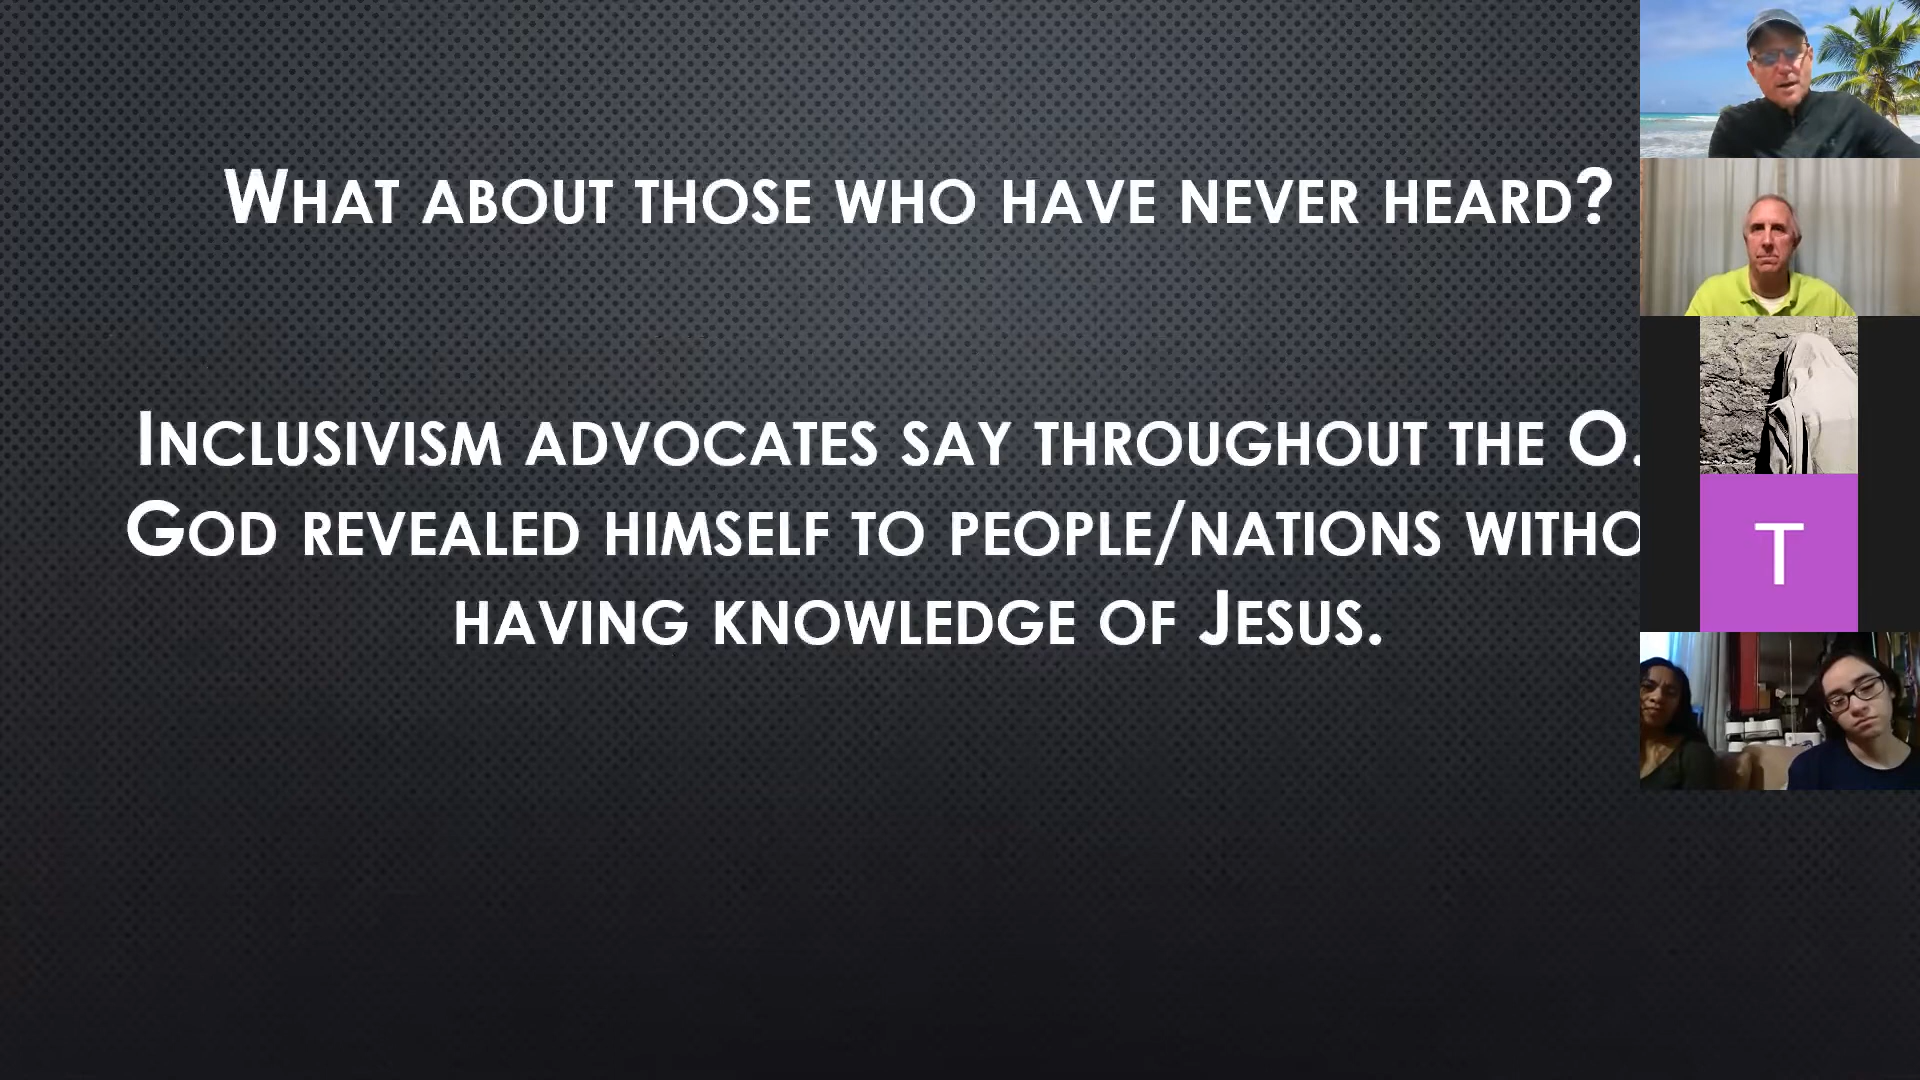 What about those who have never heard?
Inclusivism advocates say throughout the O.
God revealed himself to people/nations
having knowledge of Jesus.
T